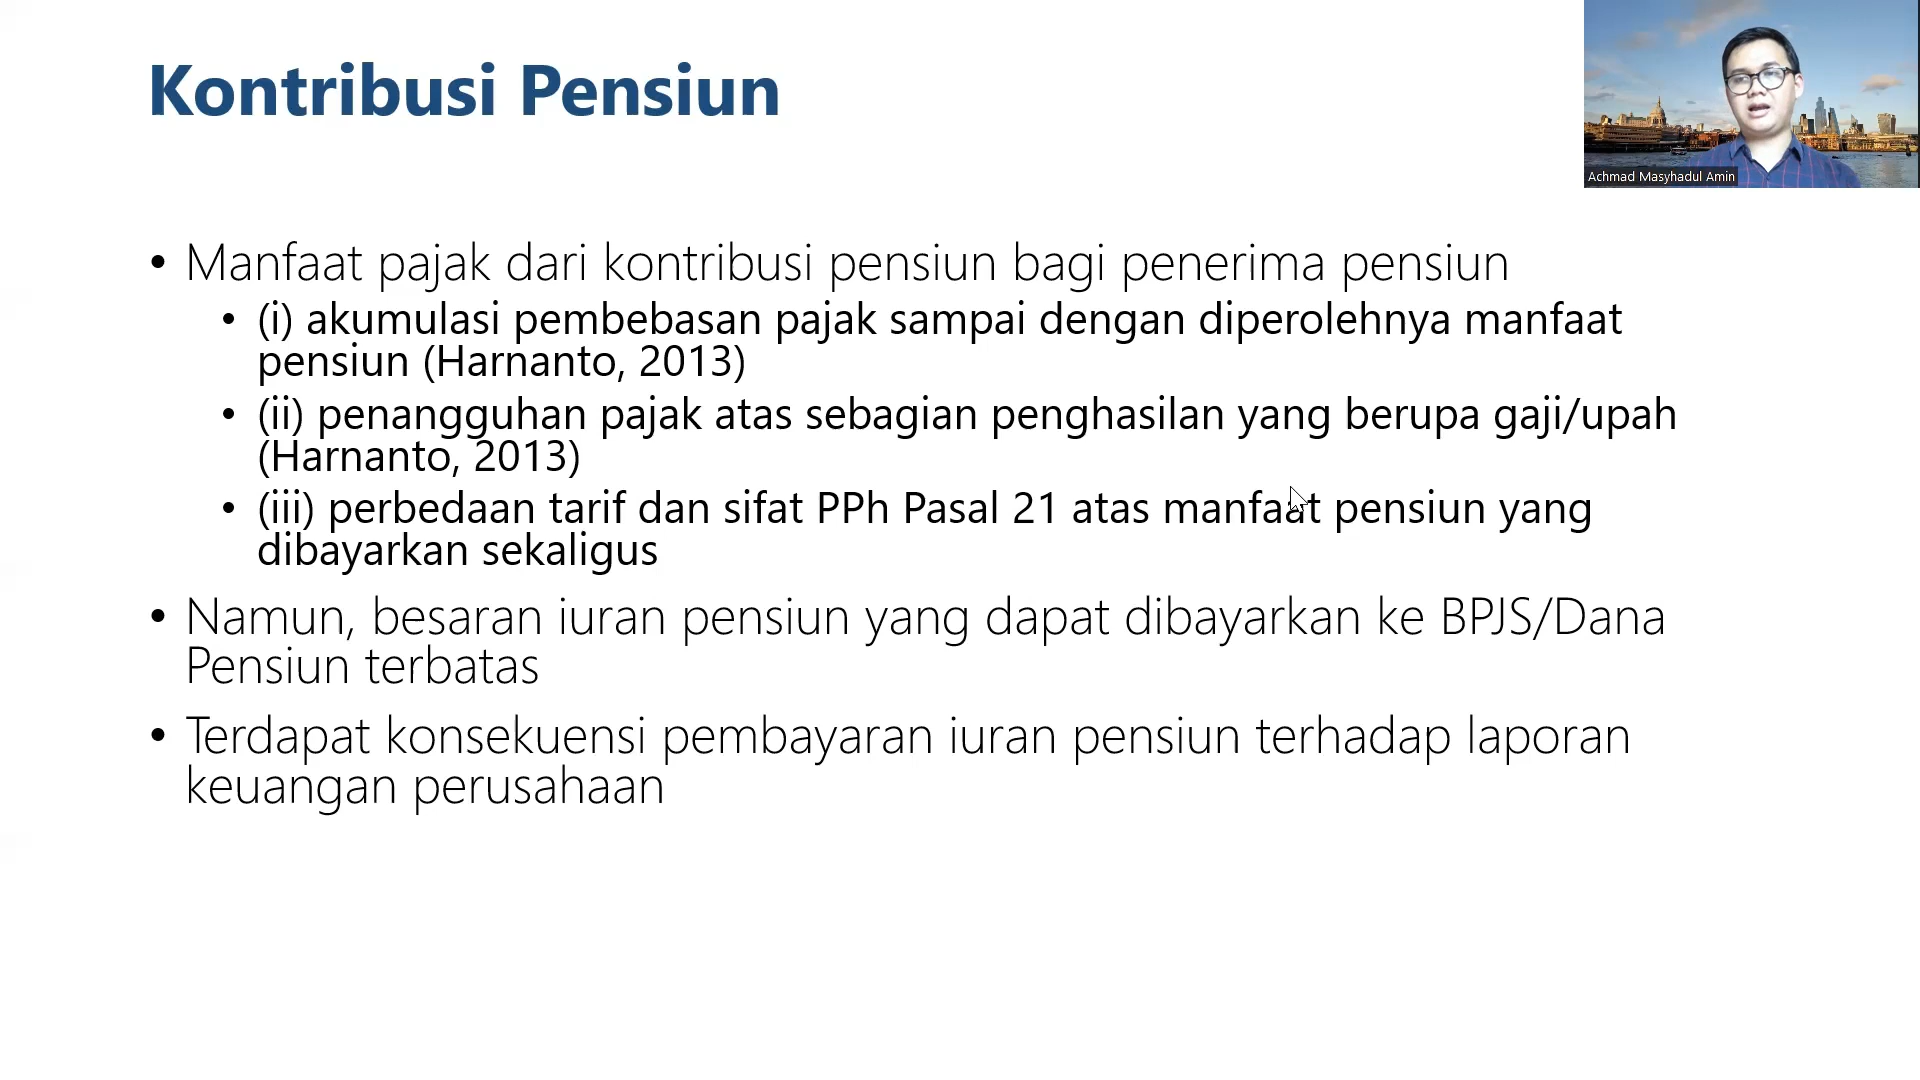 Kontribusi Pensiun
Achmad Masyhadul Amin
• Manfaat pajak dari kontribusi pensiun bagi penerima pensiun
• (i) akumulasi pembebasan pajak sampai dengan diperolehnya manfaat
pensiun (Harnanto, 2013)
• (ii) penangguhan pajak atas sebagian penghasilan yang berupa gaji/upah
(Harnanto, 2013)
• (iii) perbedaan tarif dan sifat PPh Pasal 21 atas manfaat pensiun yang
dibayarkan sekaligus
• Namun, besaran iuran pensiun yang dapat dibayarkan ke BPJS/Dana
Pensiun terbatas
• Terdapat konsekuensi pembayaran iuran pensiun terhadap laporan
keuangan perusahaan